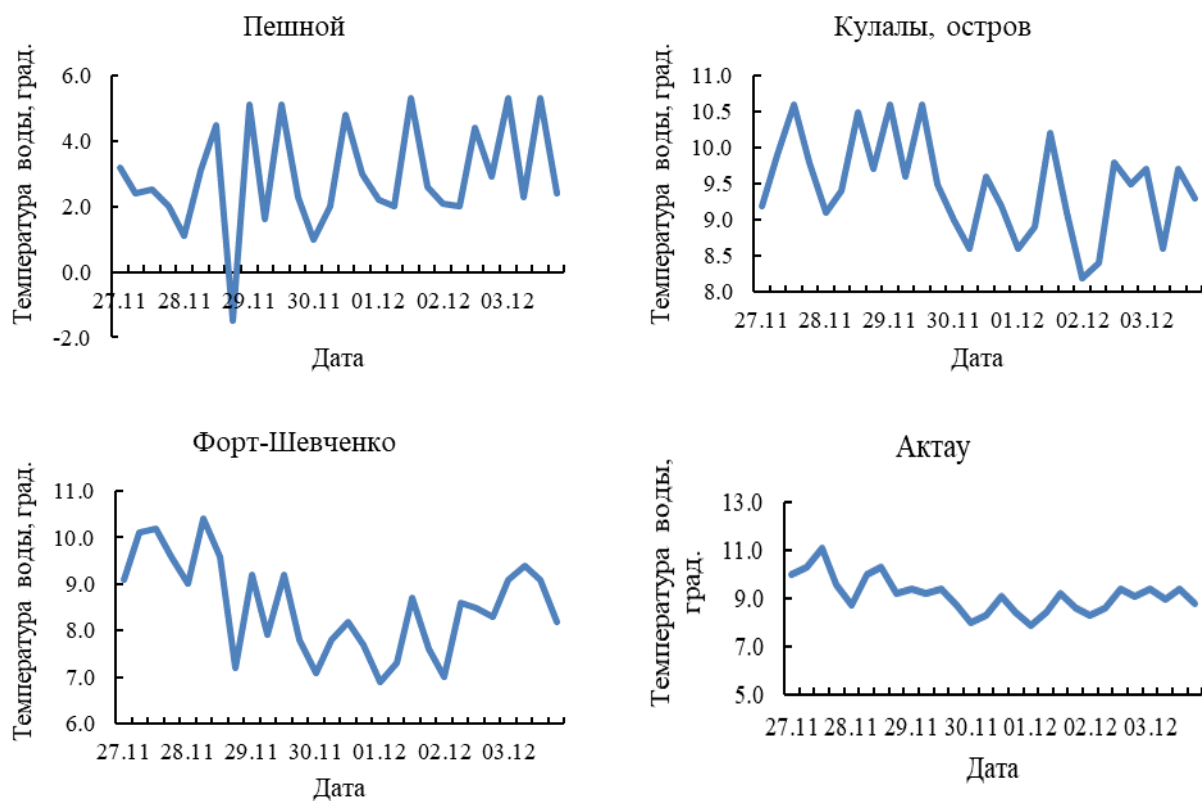 Пешной
Температура воды, град.
6.0
4.0
2.0
0.0
-2.0
27.11 28.11 29.11 30.11 01.12 02.12 03.12
Дата
Кулалы, остров
Температура воды, град.
11.0
10.5
10.0
9.5
9.0
8.5
8.0
27.11 28.11 29.11 30.11 01.12 02.12 03.12
Дата
Форт-Шевченко
Температура воды, град.
11.0
10.0
9.0
8.0
7.0
6.0
27.11 28.11 29.11 30.11 01.12 02.12 03.12
Дата
Актау
Температура воды,
град.
13.0
11.0
9.0
7.0
5.0
27.11 28.11 29.11 30.11 01.12 02.12 03.12
Дата